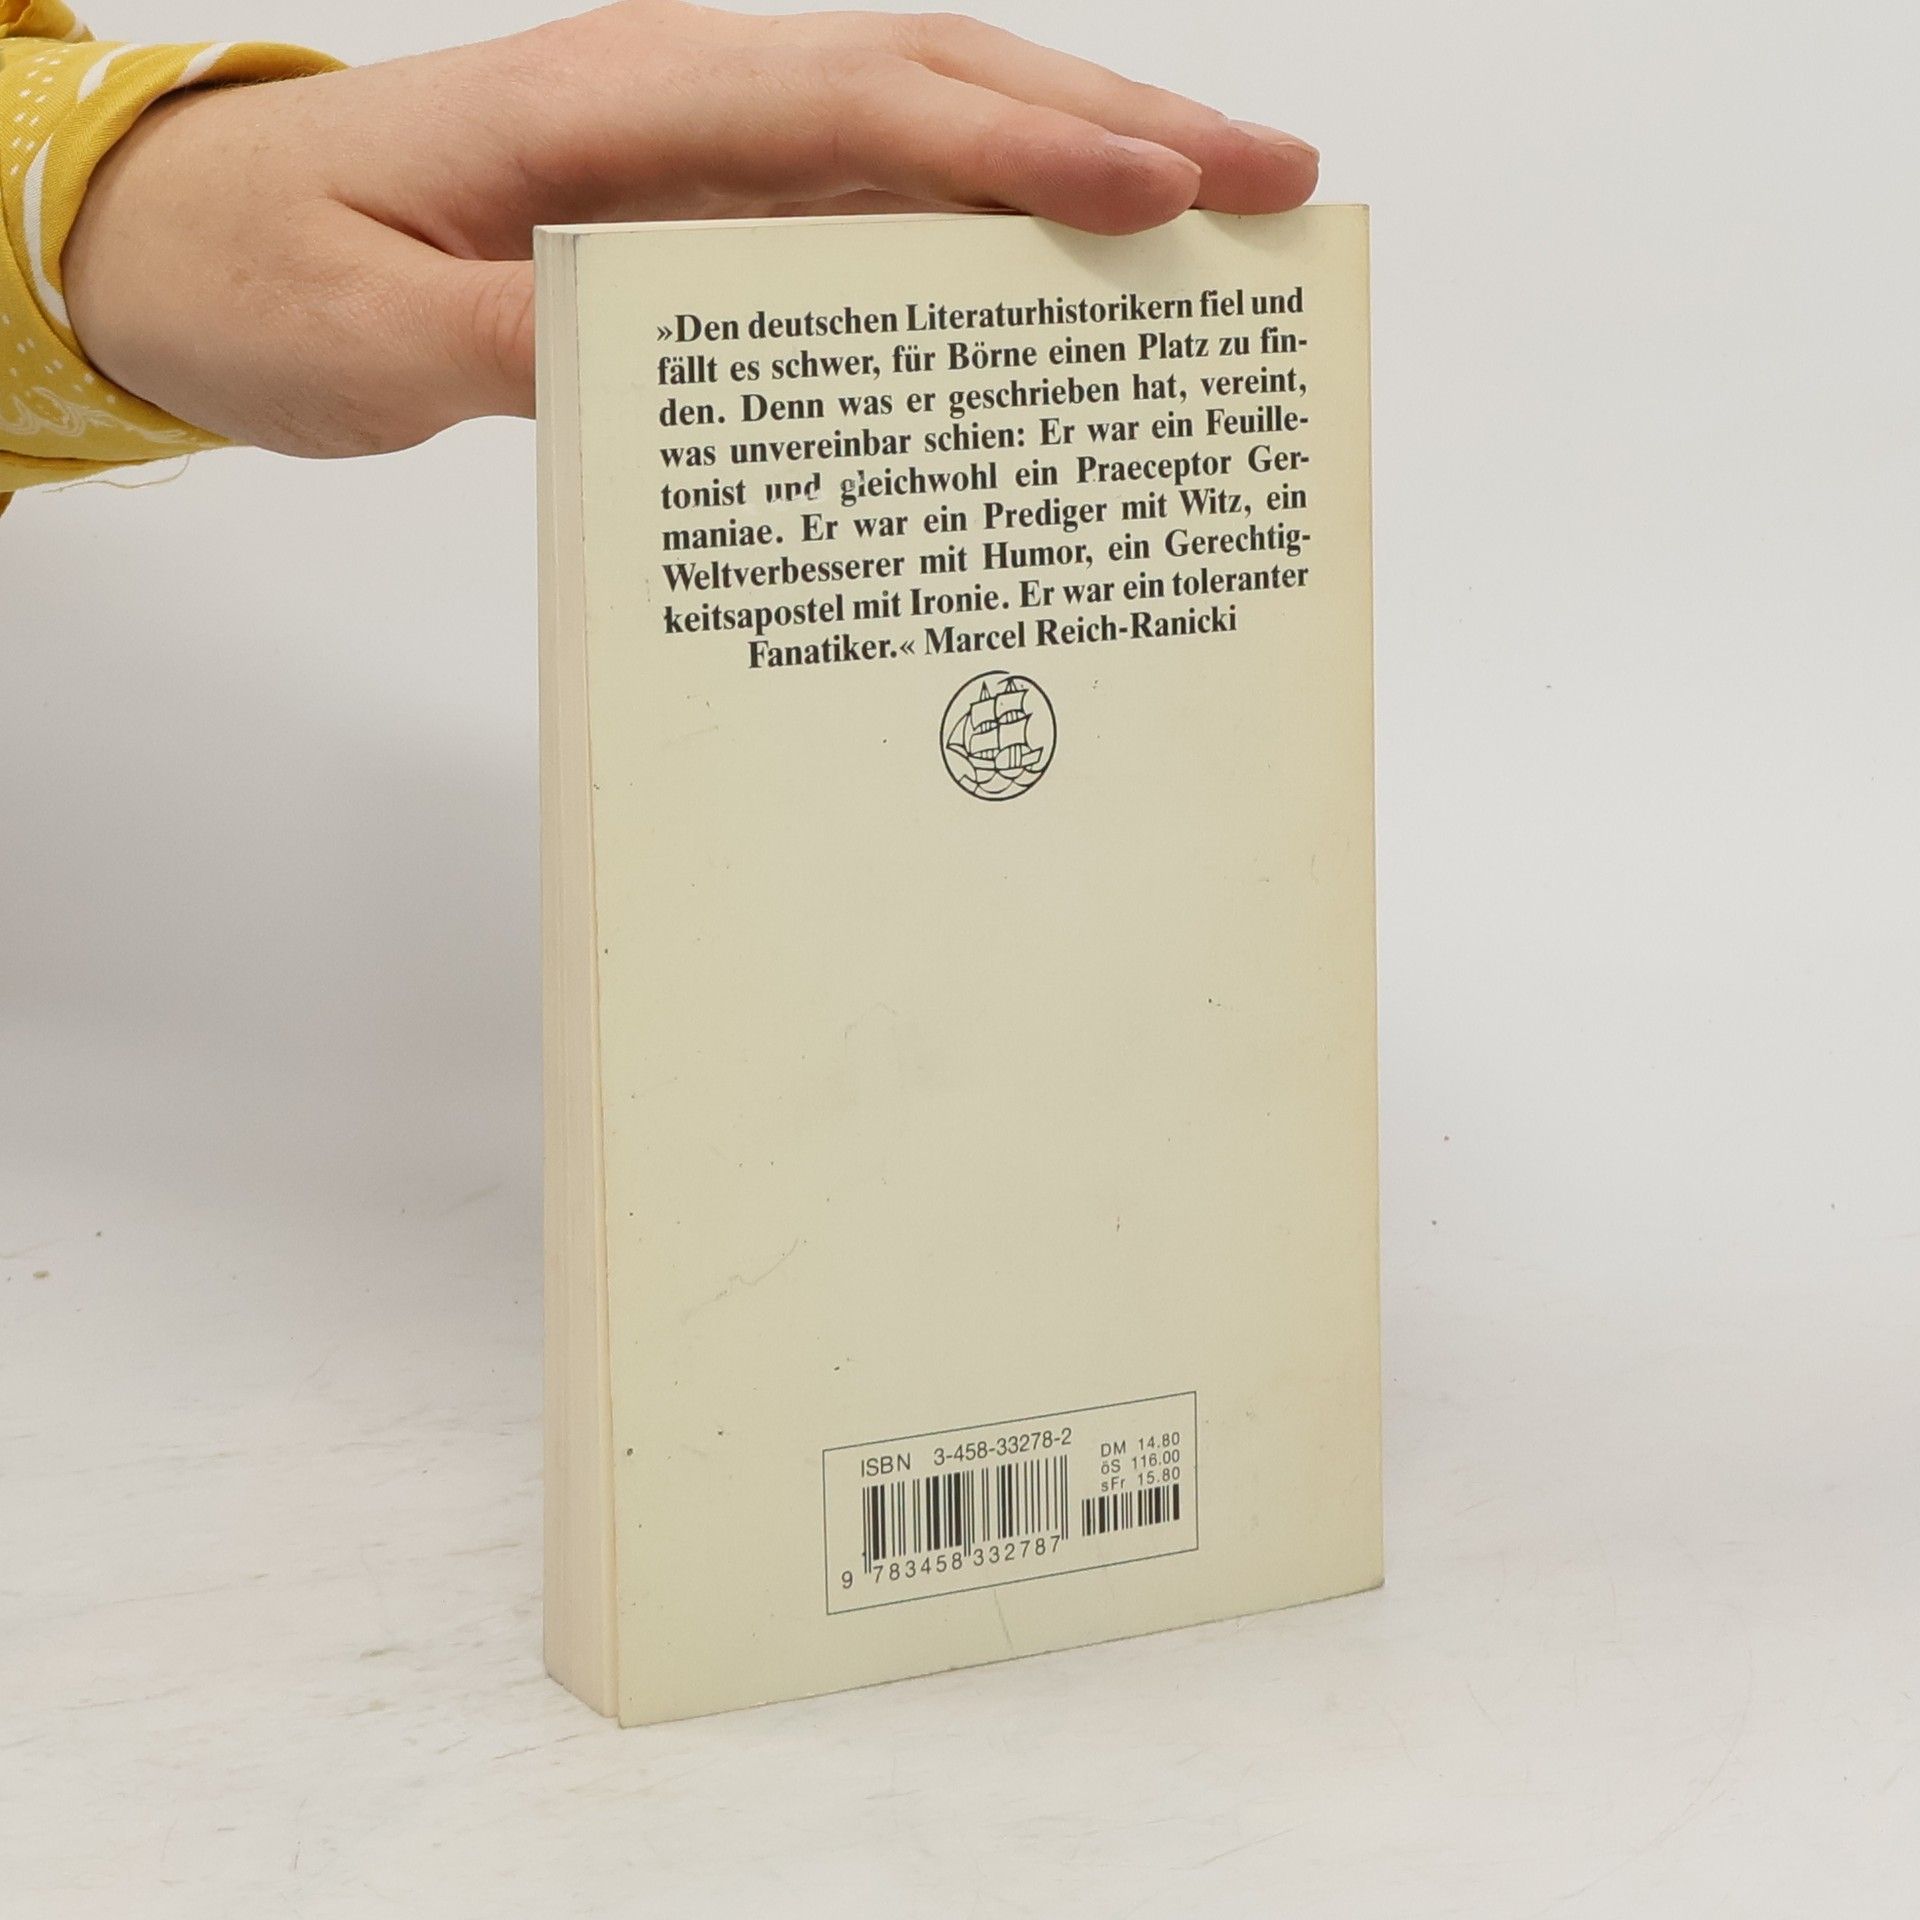 »Den deutschen Literaturhistorikern fiel und
fällt es schwer, für Börne einen Platz zu fin-
den. Denn was er geschrieben hat, vereint,
was unvereinbar schien: Er war ein Feuille-
tonist und gleichwohl ein Praeceptor Ger-
maniae. Er war ein Prediger mit Witz, ein
Weltverbesserer mit Humor, ein Gerechtig-
keitsapostel mit Ironie. Er war ein toleranter
Fanatiker.« Marcel Reich-Ranicki
ISBN 3-458-33278-2
DM 14.80
öS 116.00
sFr 15.80
9 783458 332787